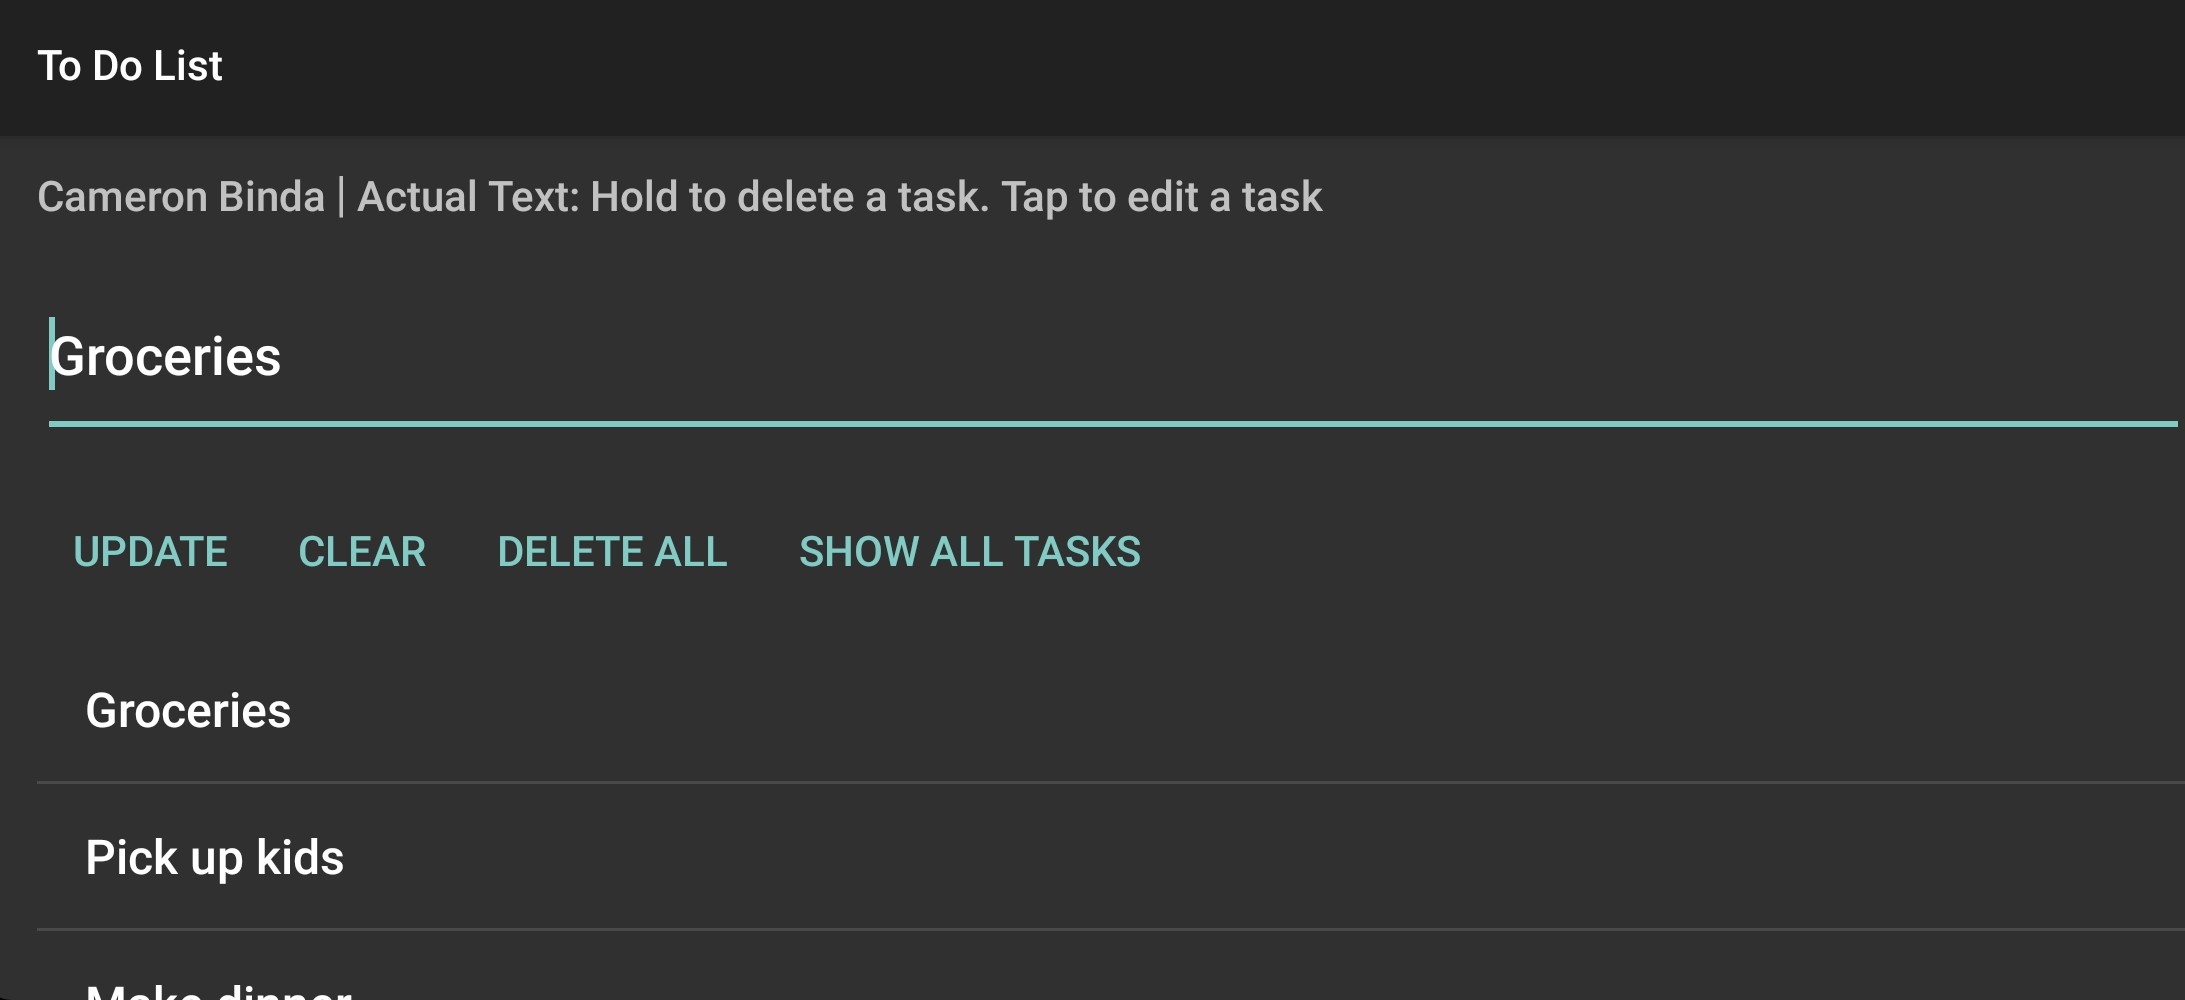 To Do List
Cameron Binda | Actual Text: Hold to delete a task. Tap to edit a task
Groceries
UPDATE CLEAR DELETE ALL SHOW ALL TASKS
Groceries
Pick up kids
Make dinner